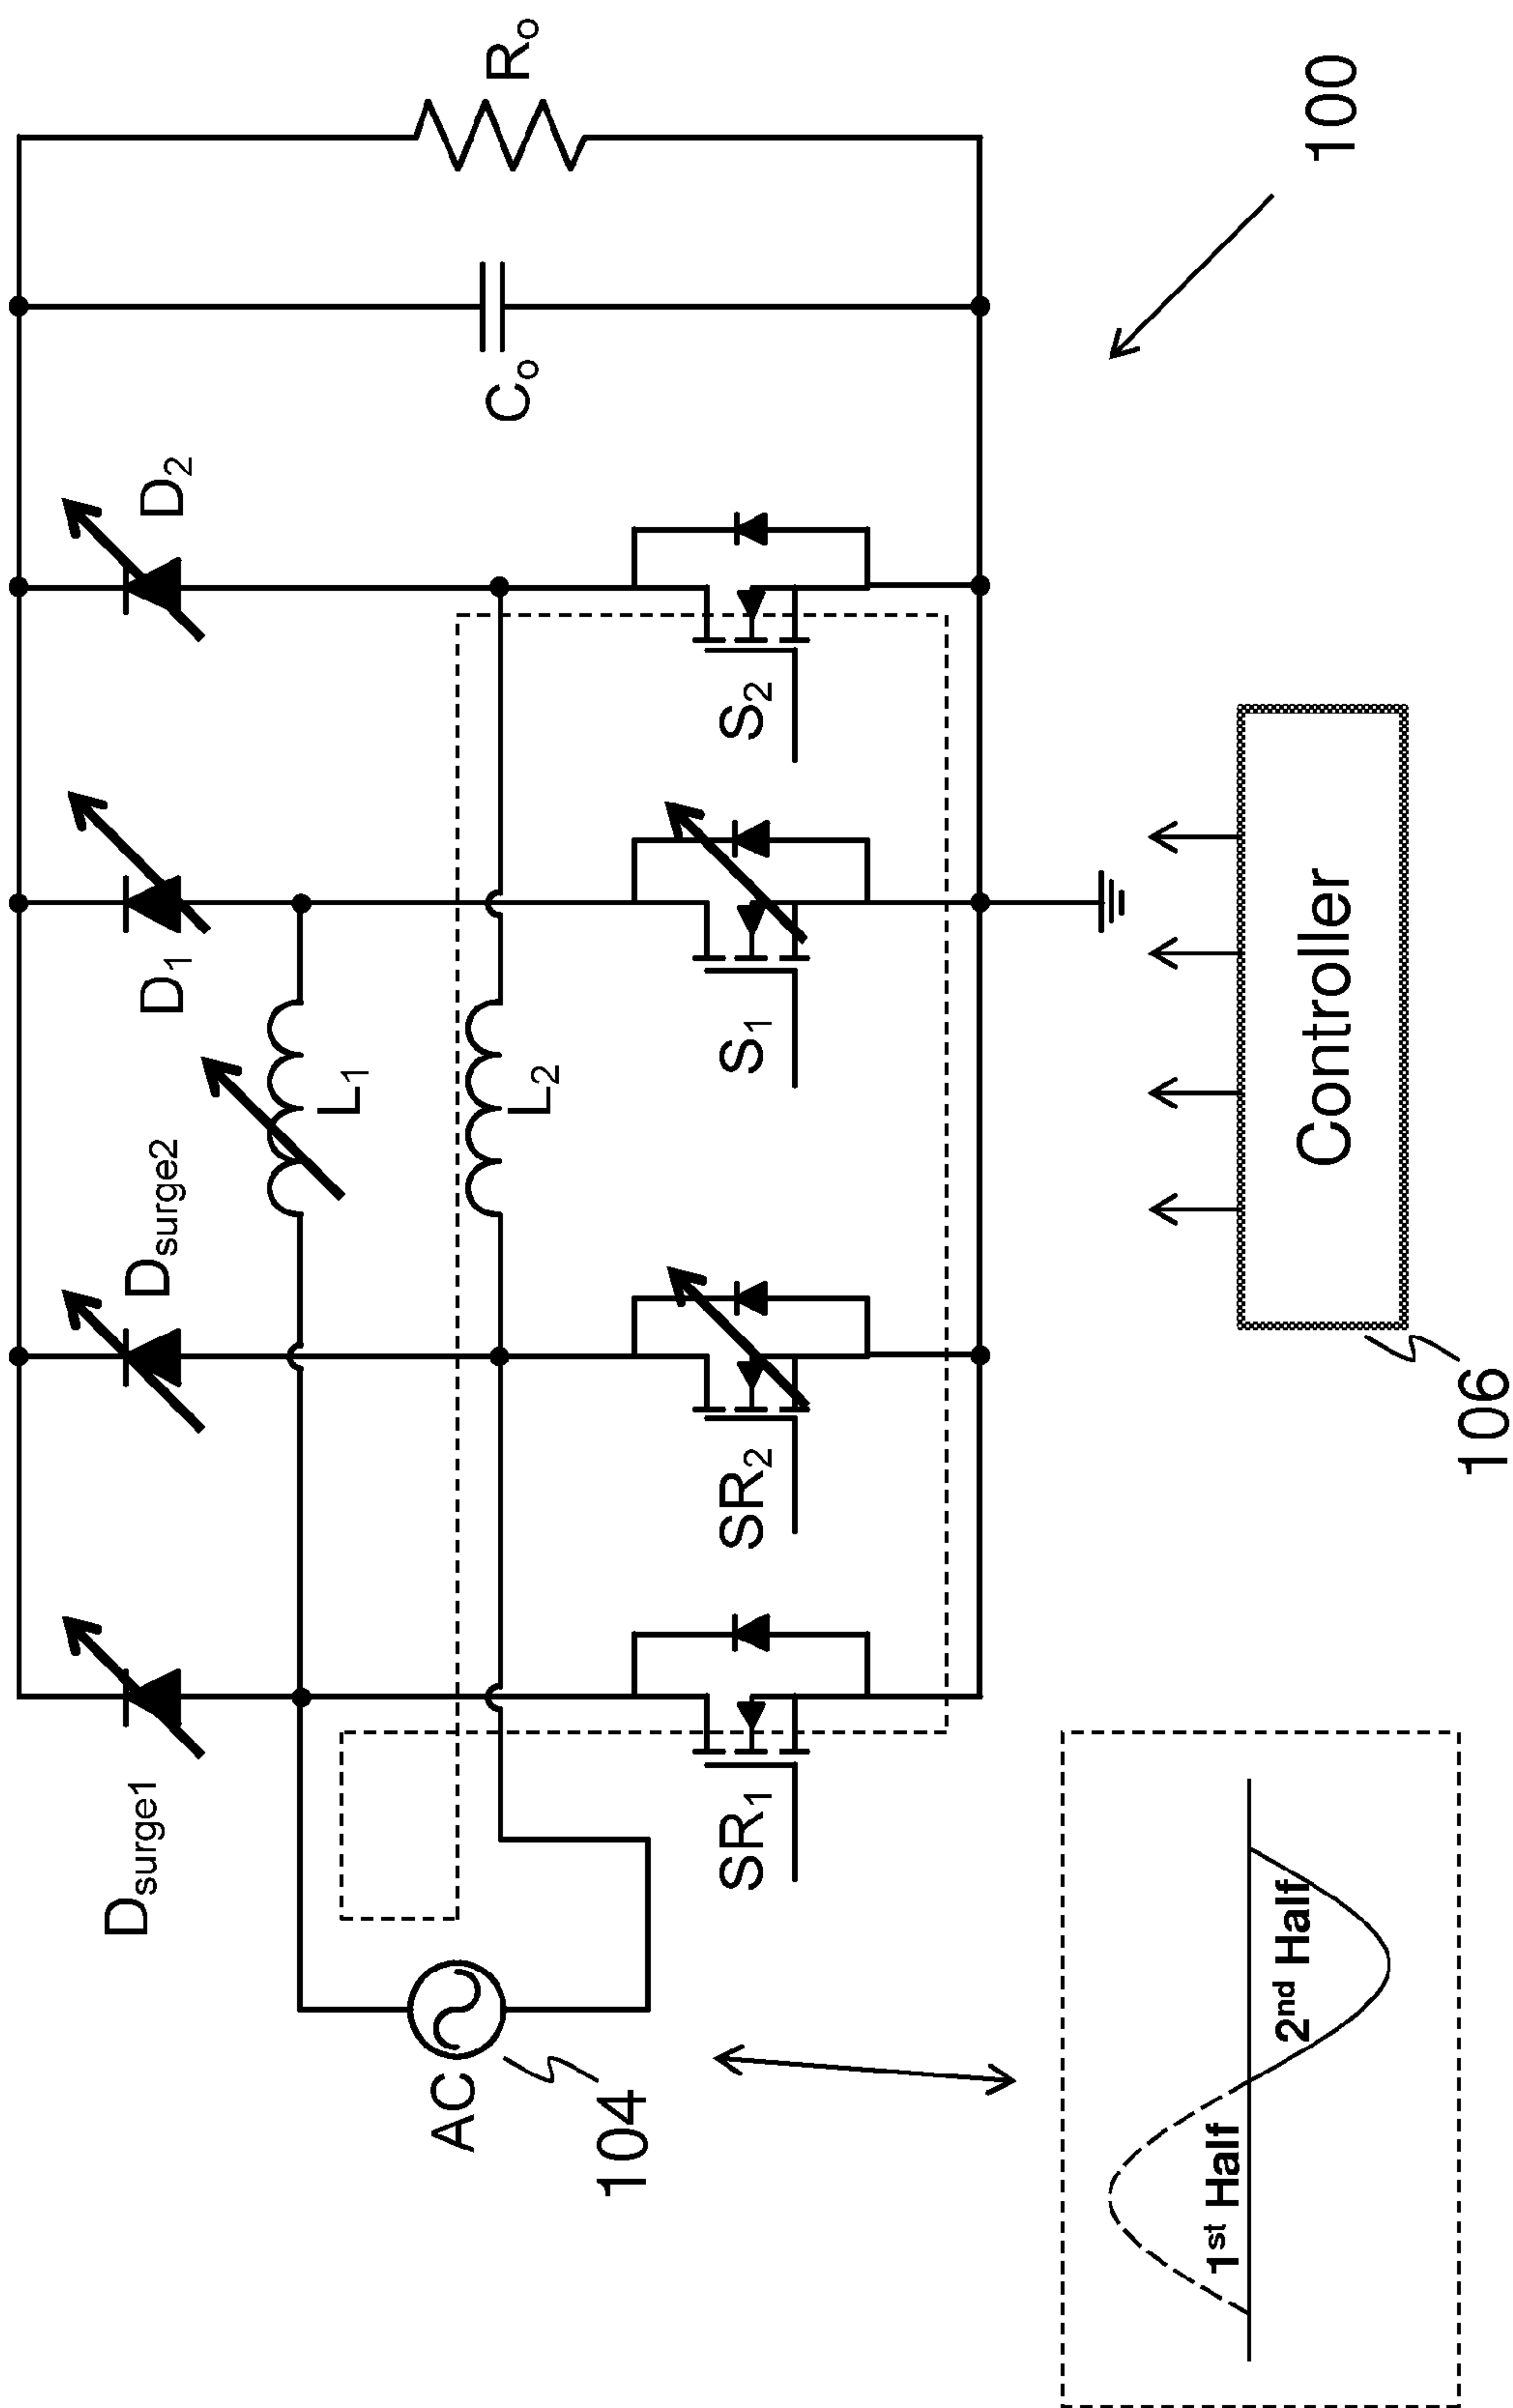 D₁
D₂
Dsurge1
Dsurge2
L₁
L₂
Cₒ
Rₒ
AC
104
SR₁
SR₂
S₁
S₂
1st Half
2nd Half
Controller
106
100